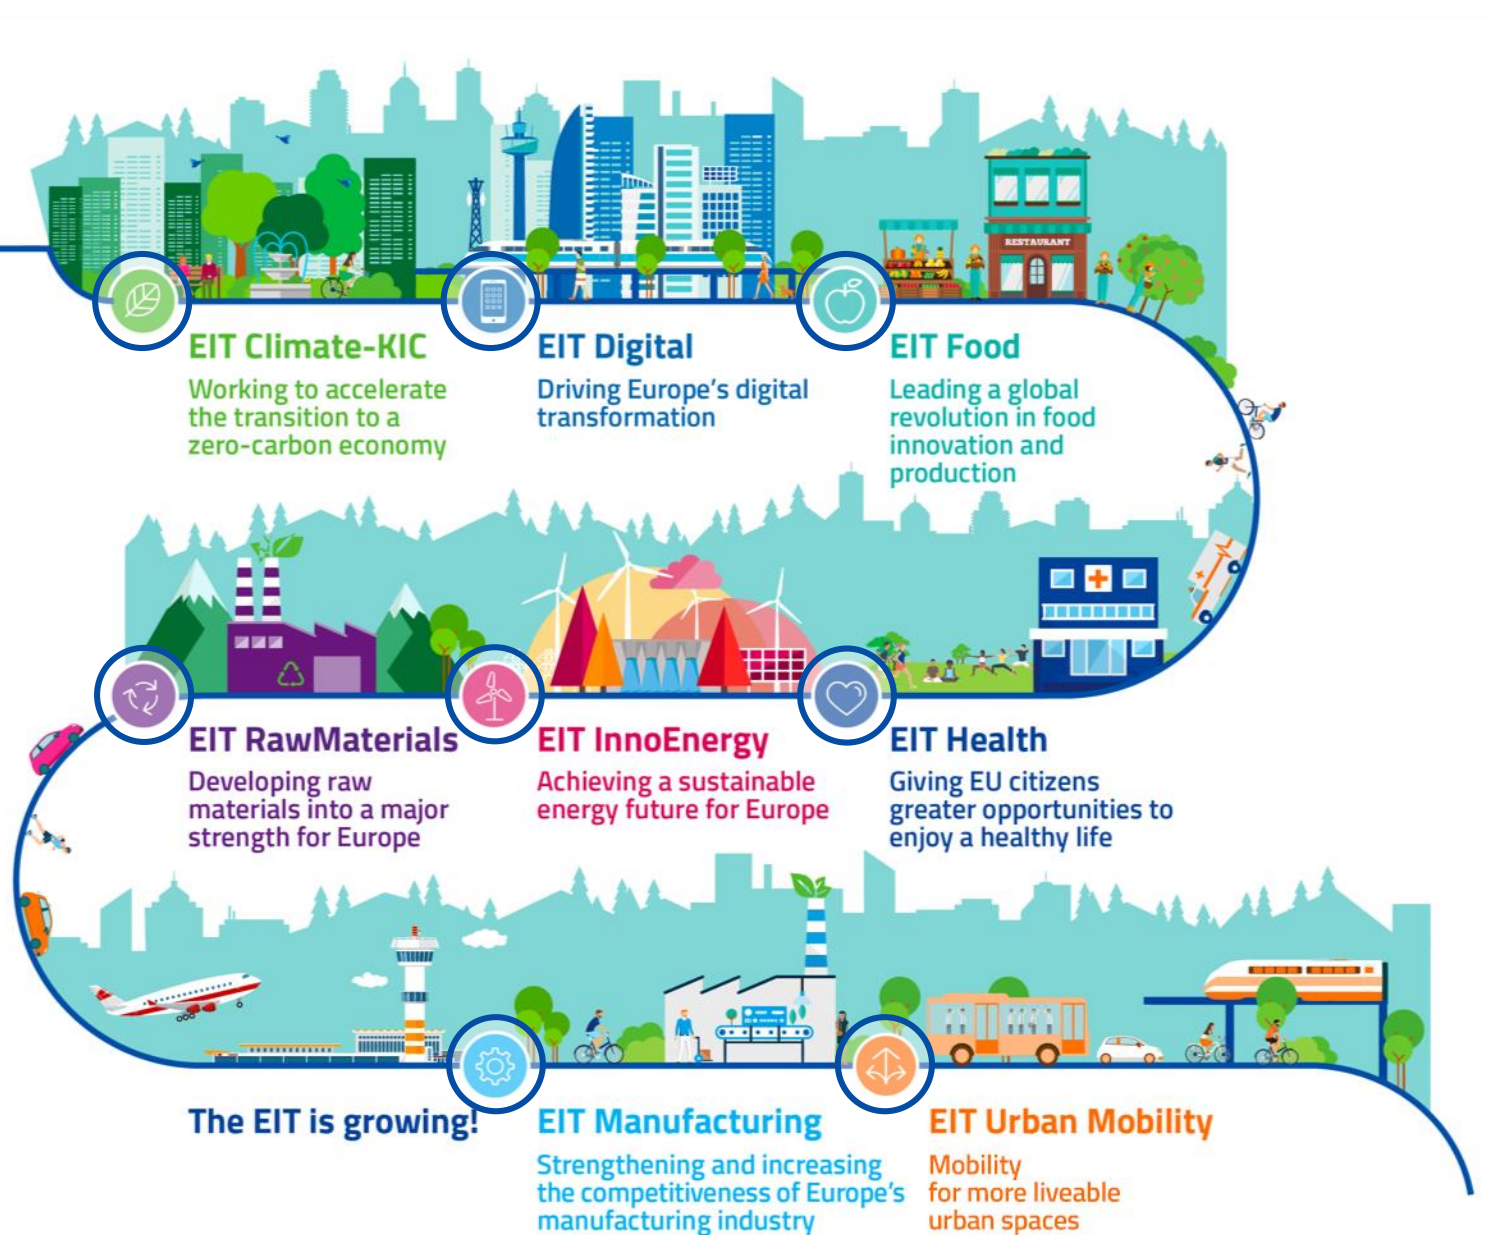 RESTAURANT
EIT Climate-KIC
Working to accelerate
the transition to a
zero-carbon economy
EIT Digital
Driving Europe's digital
transformation
EIT Food
Leading a global
revolution in food
innovation and
production
EIT RawMaterials
Developing raw
materials into a major
strength for Europe
EIT InnoEnergy
Achieving a sustainable
energy future for Europe
EIT Health
Giving EU citizens
greater opportunities to
enjoy a healthy life
The EIT is growing!
EIT Manufacturing
Strengthening and increasing
the competitiveness of Europe's
manufacturing industry
EIT Urban Mobility
Mobility
for more liveable
urban spaces